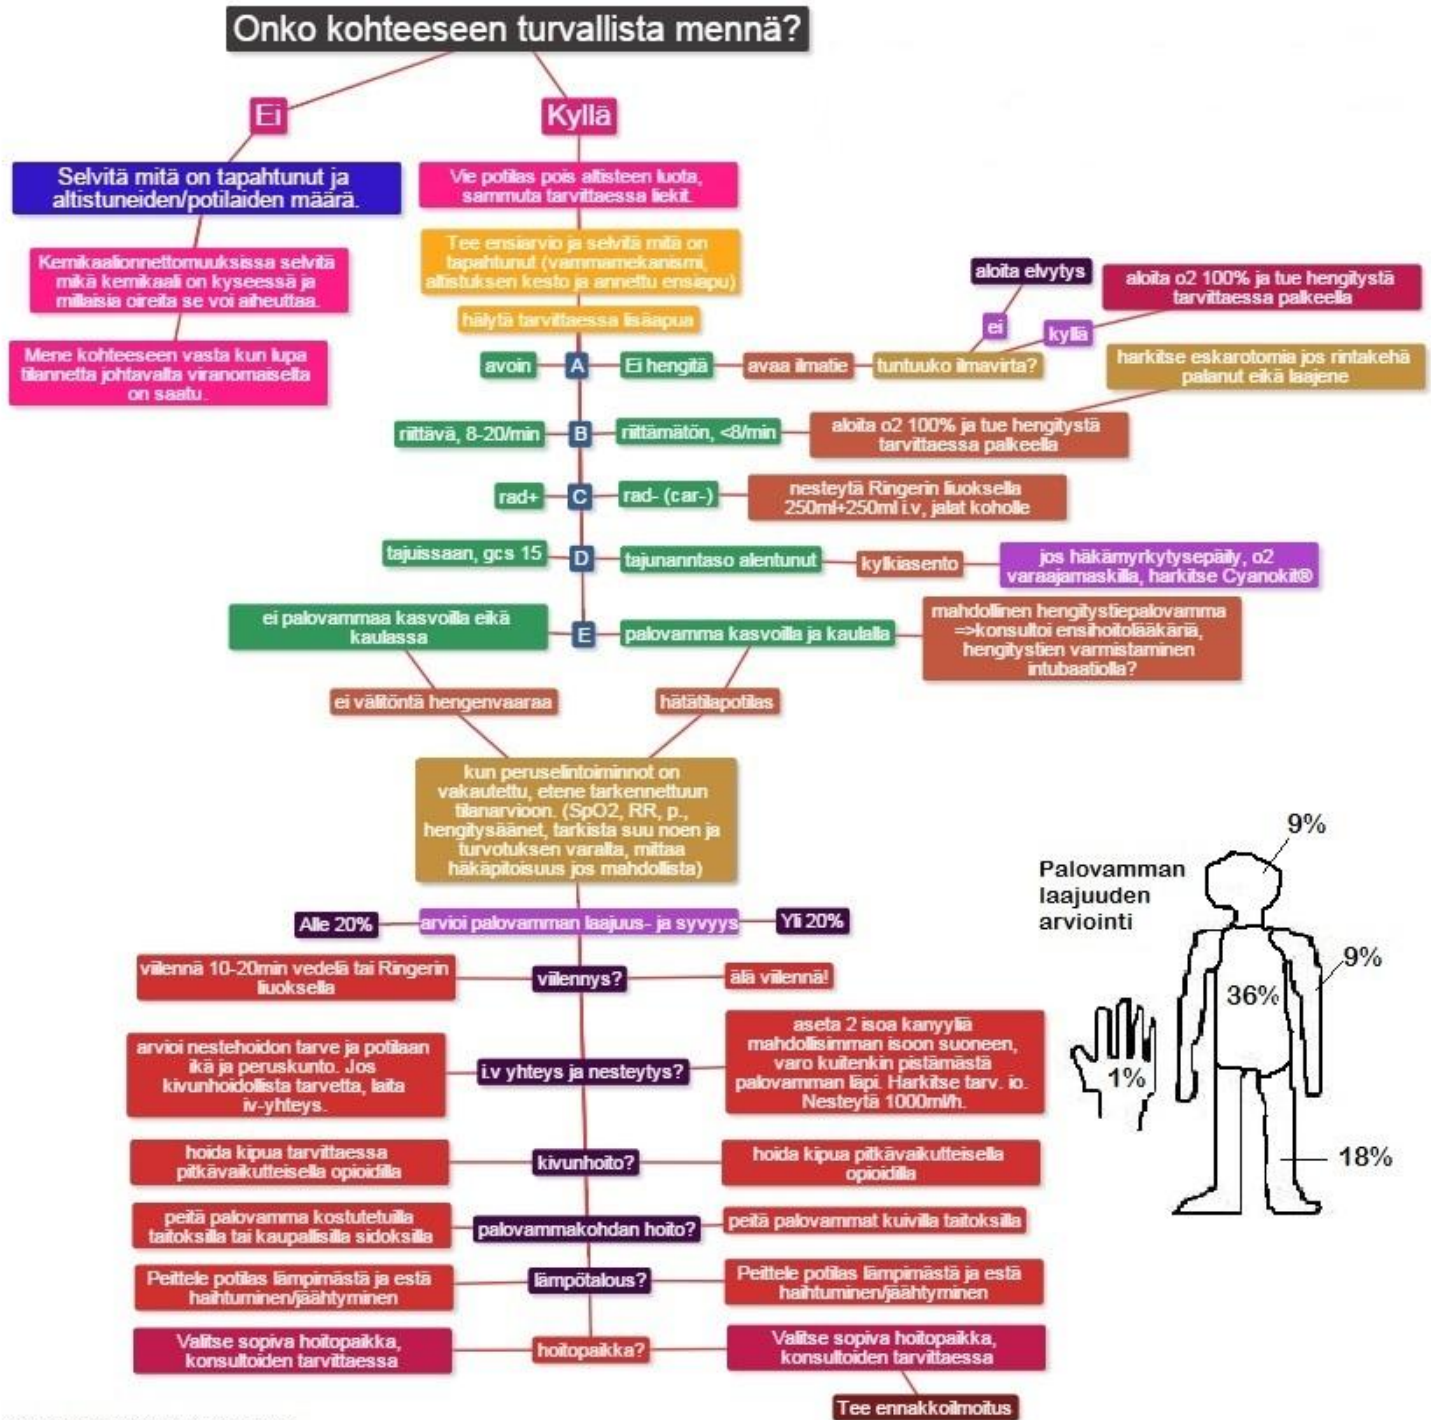 Onko kohteeseen turvallista mennä?
Ei
Kyllä
Selvitä mitä on tapahtunut ja
altistuneiden/potilaiden määrä.
Vie potilas pois altisteen luota,
sammuta tarvittaessa liekit.
Kemikaalionnettomuuksissa selvitä
mikä kemikaali on kyseessä ja
millaisia oireita se voi aiheuttaa.
Tee ensiarvio ja selvitä mitä on
tapahtunut (vammamekanismi,
altistuksen kesto ja annettu ensiapu)
hälytä tarvittaessa lisäapua
Mene kohteeseen vasta kun lupa
tilannetta johtavalta viranomaiselta
on saatu.
aloita elvytys
aloita o2 100% ja tue hengitystä
tarvittaessa palkeella
ei
kyllä
avoin
A
Ei hengitä
avaa ilmatie
tuntuuko ilmavirta?
harkitse eskarotomia jos rintakehä
palanut eikä laajene
riittävä, 8-20/min
B
riittämätön, <8/min
aloita o2 100% ja tue hengitystä
tarvittaessa palkeella
rad+
C
rad- (car-)
nesteytä Ringerin liuoksella
250ml+250ml i.v, jalat koholle
tajuissaan, gcs 15
D
tajunanntaso alentunut
kylkiasento
jos häkämyrkytysepäily, o2
varaajamaskilla, harkitse Cyanokit®
ei palovammaa kasvoilla eikä
kaulassa
E
palovamma kasvoilla ja kaulalla
mahdollinen hengitystiepalovamma
=>konsultoi ensihoitolääkäriä,
hengitystien varmistaminen
intubaatiolla?
ei välitöntä hengenvaaraa
hätätilapotilas
kun peruselintoiminnot on
vakautettu, etene tarkennettuun
tilanarvioon. (SpO2, RR, p.,
hengitysäänet, tarkista suu noen ja
turvotuksen varalta, mittaa
häkäpitoisuus jos mahdollista)
Alle 20%
arvioi palovamman laajuus- ja syvyys
Yli 20%
viilennä 10-20min vedelä tai Ringerin
liuoksella
viilennys?
älä viilennä!
arvioi nestehoidon tarve ja potilaan
ikä ja peruskunto. Jos
kivunhoidollista tarvetta, laita
iv-yhteys.
i.v yhteys ja nesteytys?
aseta 2 isoa kanyyliä
mahdollisimman isoon suoneen,
varo kuitenkin pistämästä
palovamman läpi. Harkitse tarv. io.
Nesteytä 1000ml/h.
hoida kipua tarvittaessa
pitkävaikutteisella opioidilla
kivunhoito?
hoida kipua pitkävaikutteisella
opioidilla
peitä palovamma kostutetuilla
taitoksilla tai kaupallisilla sidoksilla
palovammakohdan hoito?
peitä palovammat kuivilla taitoksilla
Peittele potilas lämpimästä ja estä
haihtuminen/jäähtyminen
lämpötalous?
Peittele potilas lämpimästä ja estä
haihtuminen/jäähtyminen
Valitse sopiva hoitopaikka,
konsultoiden tarvittaessa
hoitopaikka?
Valitse sopiva hoitopaikka,
konsultoiden tarvittaessa
Tee ennakkoilmoitus
Palovamman
laajuuden
arviointi
9%
9%
36%
1%
18%